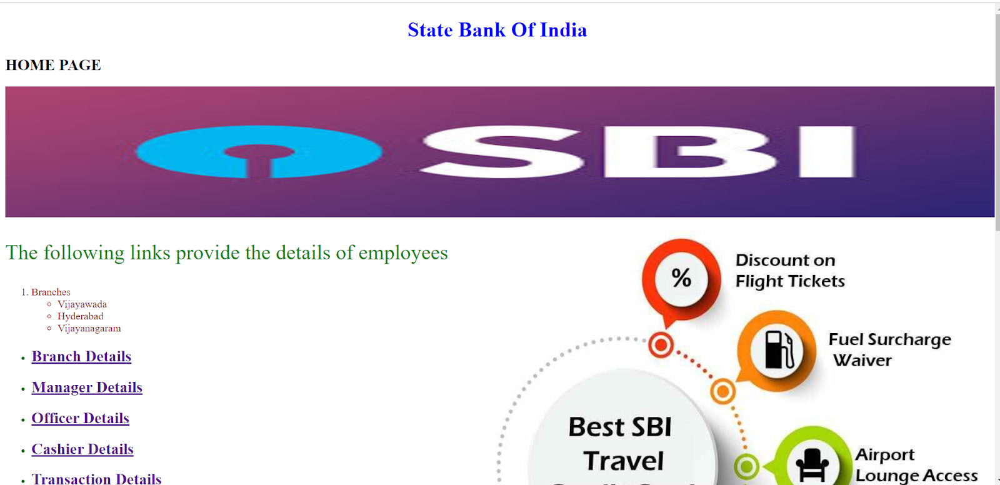 State Bank Of India
HOME PAGE
SBI
The following links provide the details of employees
1. Branches
Vijayawada
Hyderabad
Vijayanagaram
Branch Details
Manager Details
Officer Details
Cashier Details
Transaction Details
%
Discount on
Flight Tickets
Fuel Surcharge
Waiver
Best SBI
Travel
Airport
Lounge Access